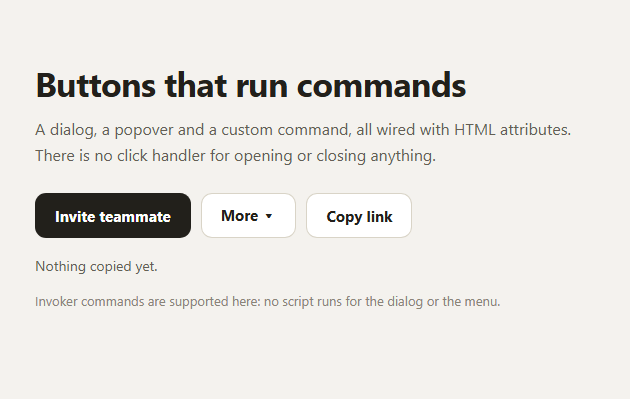 Buttons that run commands
A dialog, a popover and a custom command, all wired with HTML attributes.
There is no click handler for opening or closing anything.
Invite teammate
More
Copy link
Nothing copied yet.
Invoker commands are supported here: no script runs for the dialog or the menu.